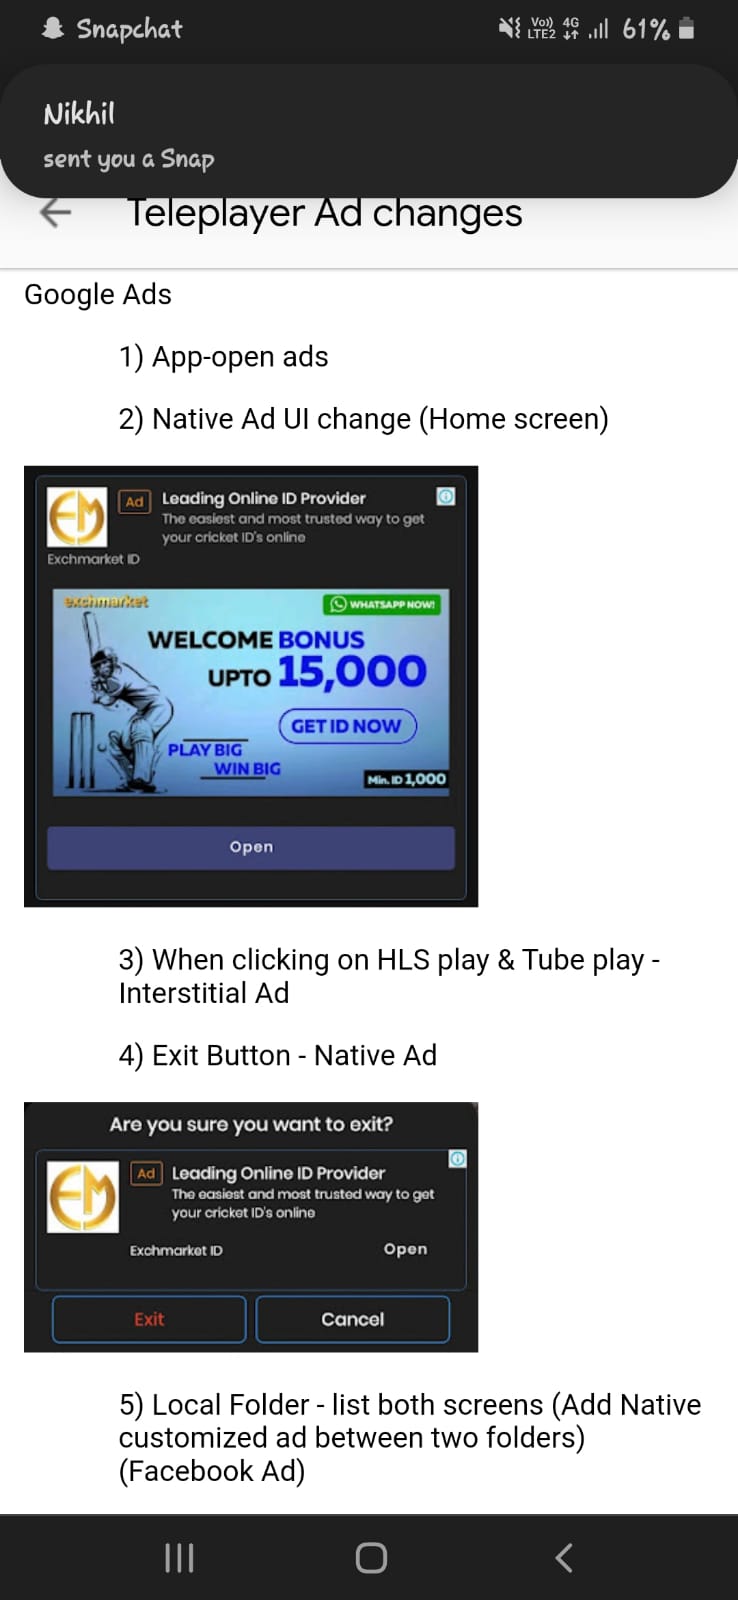 Snapchat
Vo)) 4G
LTE2
61%
Nikhil
sent you a Snap
Teleplayer Ad changes
Google Ads
1) App-open ads
2) Native Ad UI change (Home screen)
EM
Ad
Leading Online ID Provider
The easiest and most trusted way to get
your cricket ID's online
Exchmarket ID
exchmarket
WHATSAPP NOW!
WELCOME BONUS
UPTO 15,000
GET ID NOW
PLAY BIG
WIN BIG
Min. ID 1,000
Open
3) When clicking on HLS play & Tube play -
Interstitial Ad
4) Exit Button - Native Ad
Are you sure you want to exit?
EM
Ad
Leading Online ID Provider
The easiest and most trusted way to get
your cricket ID's online
Exchmarket ID
Open
Exit
Cancel
5) Local Folder - list both screens (Add Native
customized ad between two folders)
(Facebook Ad)